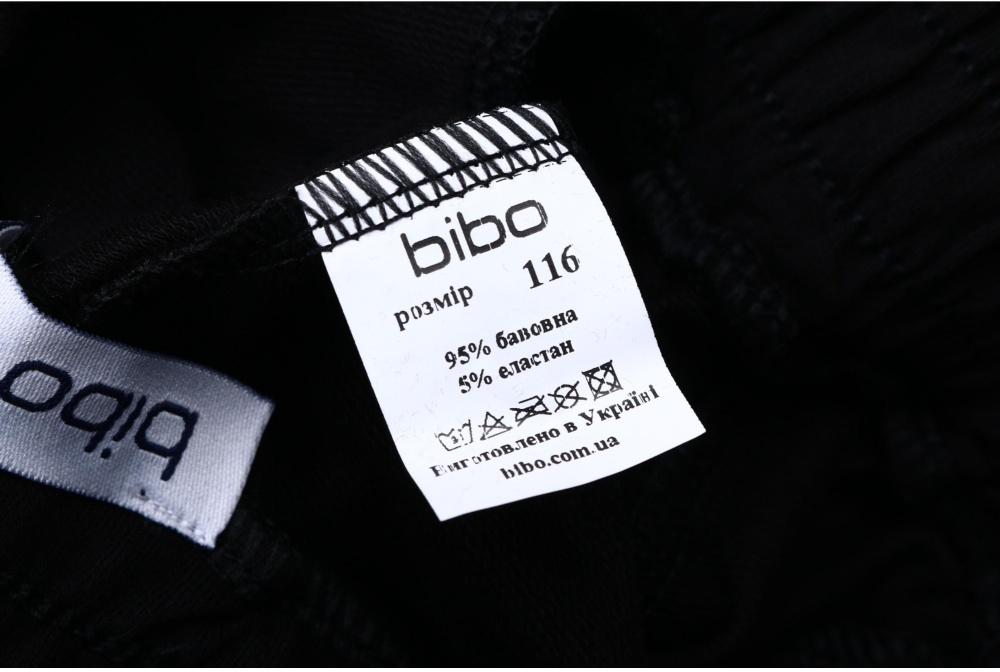 bibo
розмір 116
95% бавовна
5% еластан
Виготовлено в Україні
bibo.com.ua
bibo